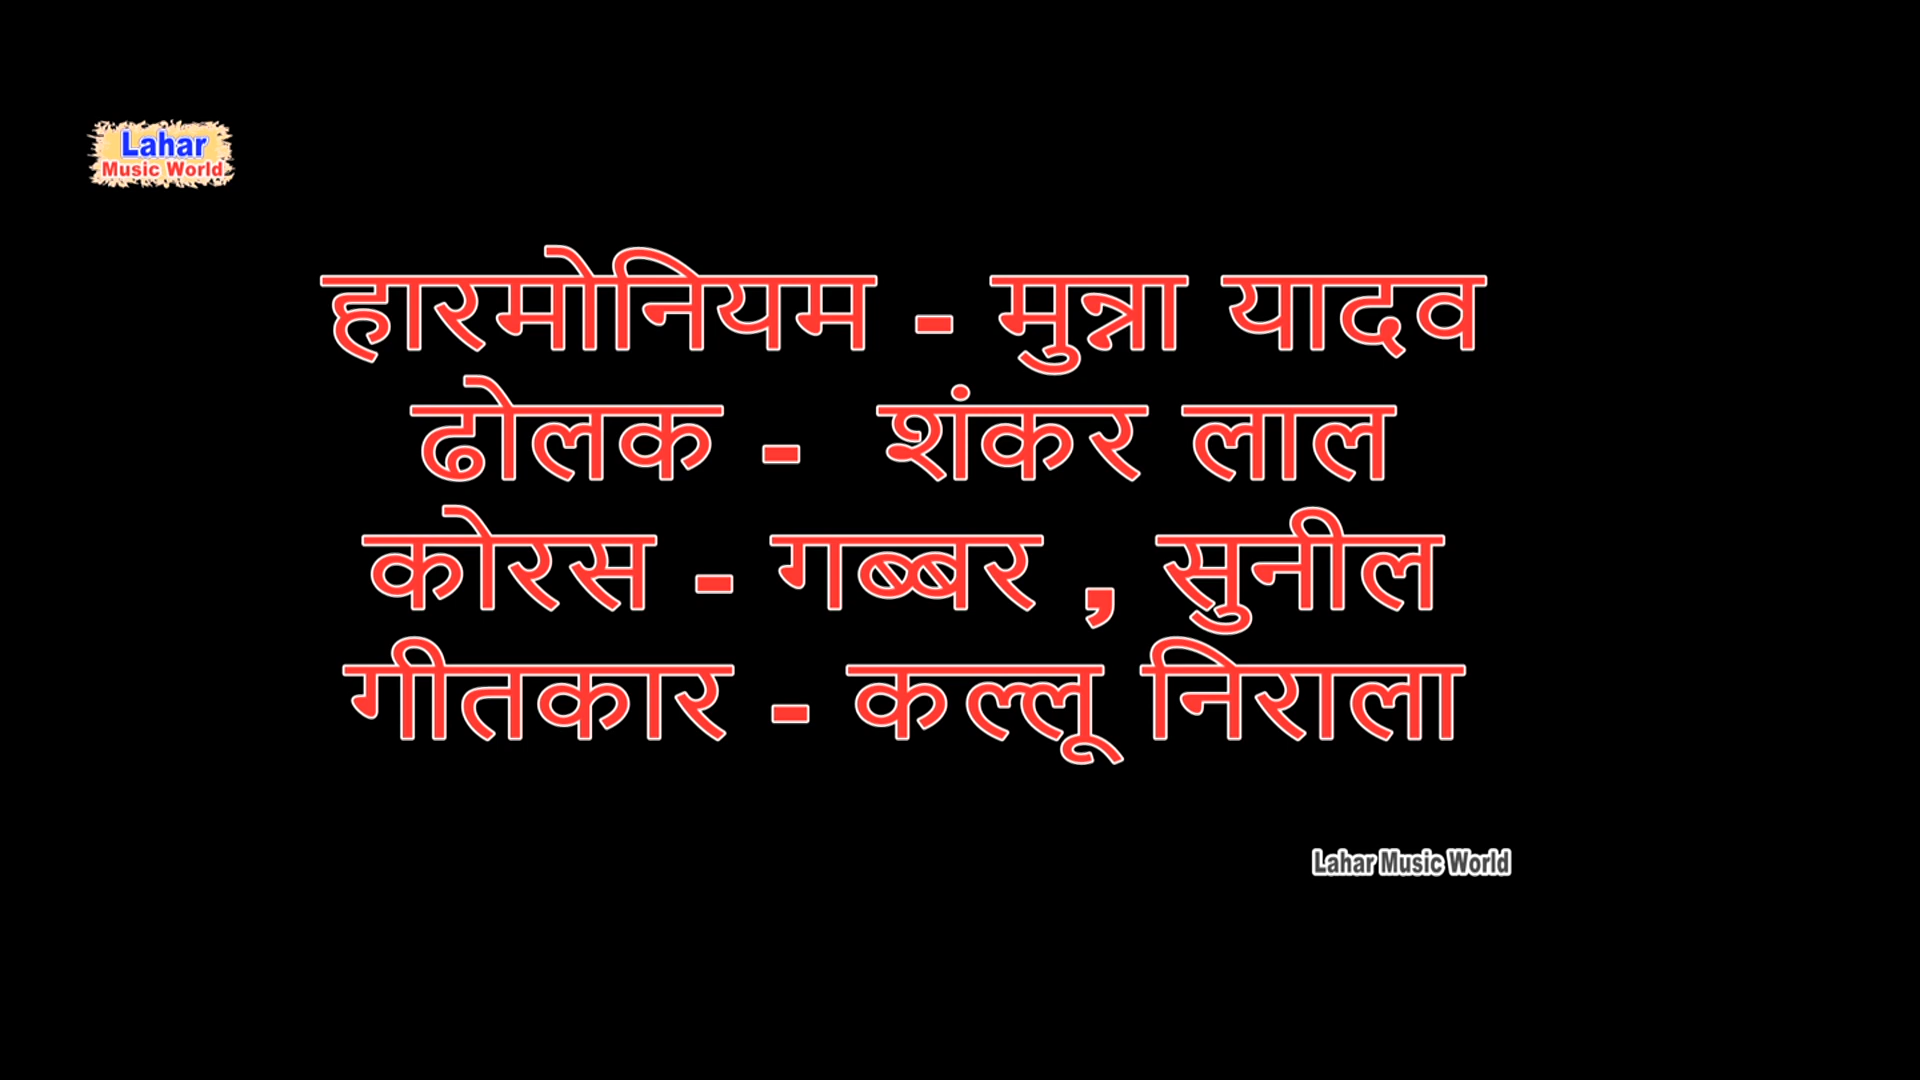 Lahar
Music World
हारमोनियम - मुन्ना यादव
ढोलक - शंकर लाल
कोरस - गब्बर , सुनील
गीतकार - कल्लू निराला
Lahar Music World